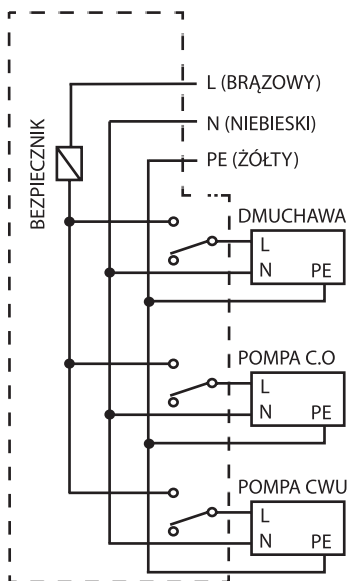 L (BRĄZOWY)
N (NIEBIESKI)
PE (ŻÓŁTY)
BEZPIECZNIK
DMUCHAWA
L
N PE
POMPA C.O
L
N PE
POMPA CWU
L
N PE